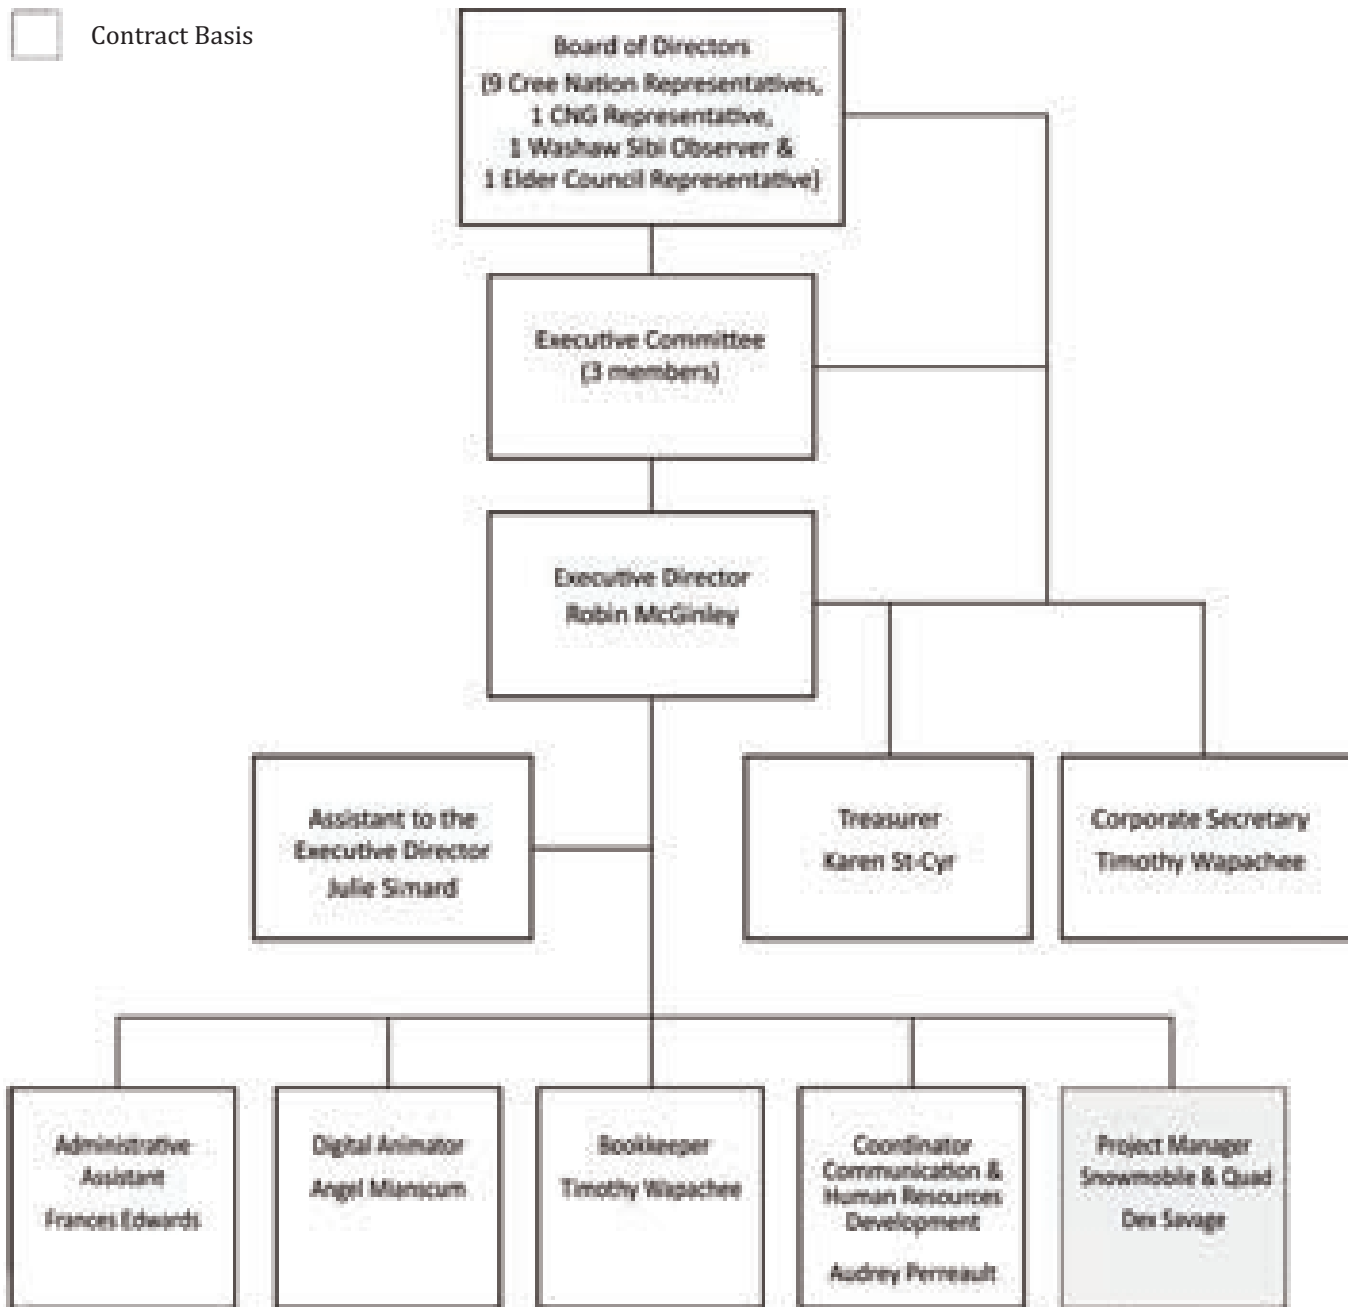 Contract Basis
Board of Directors
(9 Cree Nation Representatives,
1 CNG Representative,
1 Washaw Sibi Observer &
1 Elder Council Representative)
Executive Committee
(3 members)
Executive Director
Robin McGinley
Assistant to the
Executive Director
Julie Simard
Treasurer
Karen St-Cyr
Corporate Secretary
Timothy Wapachee
Administrative
Assistant
Frances Edwards
Digital Animator
Angel Mianscum
Bookkeeper
Timothy Wapachee
Coordinator
Communication &
Human Resources
Development
Audrey Perreault
Project Manager
Snowmobile & Quad
Dex Savage